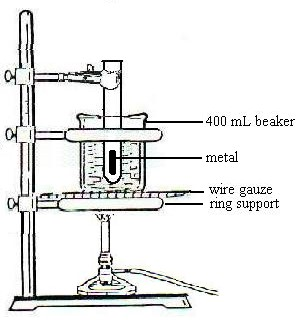 400 mL beaker
metal
wire gauze
ring support